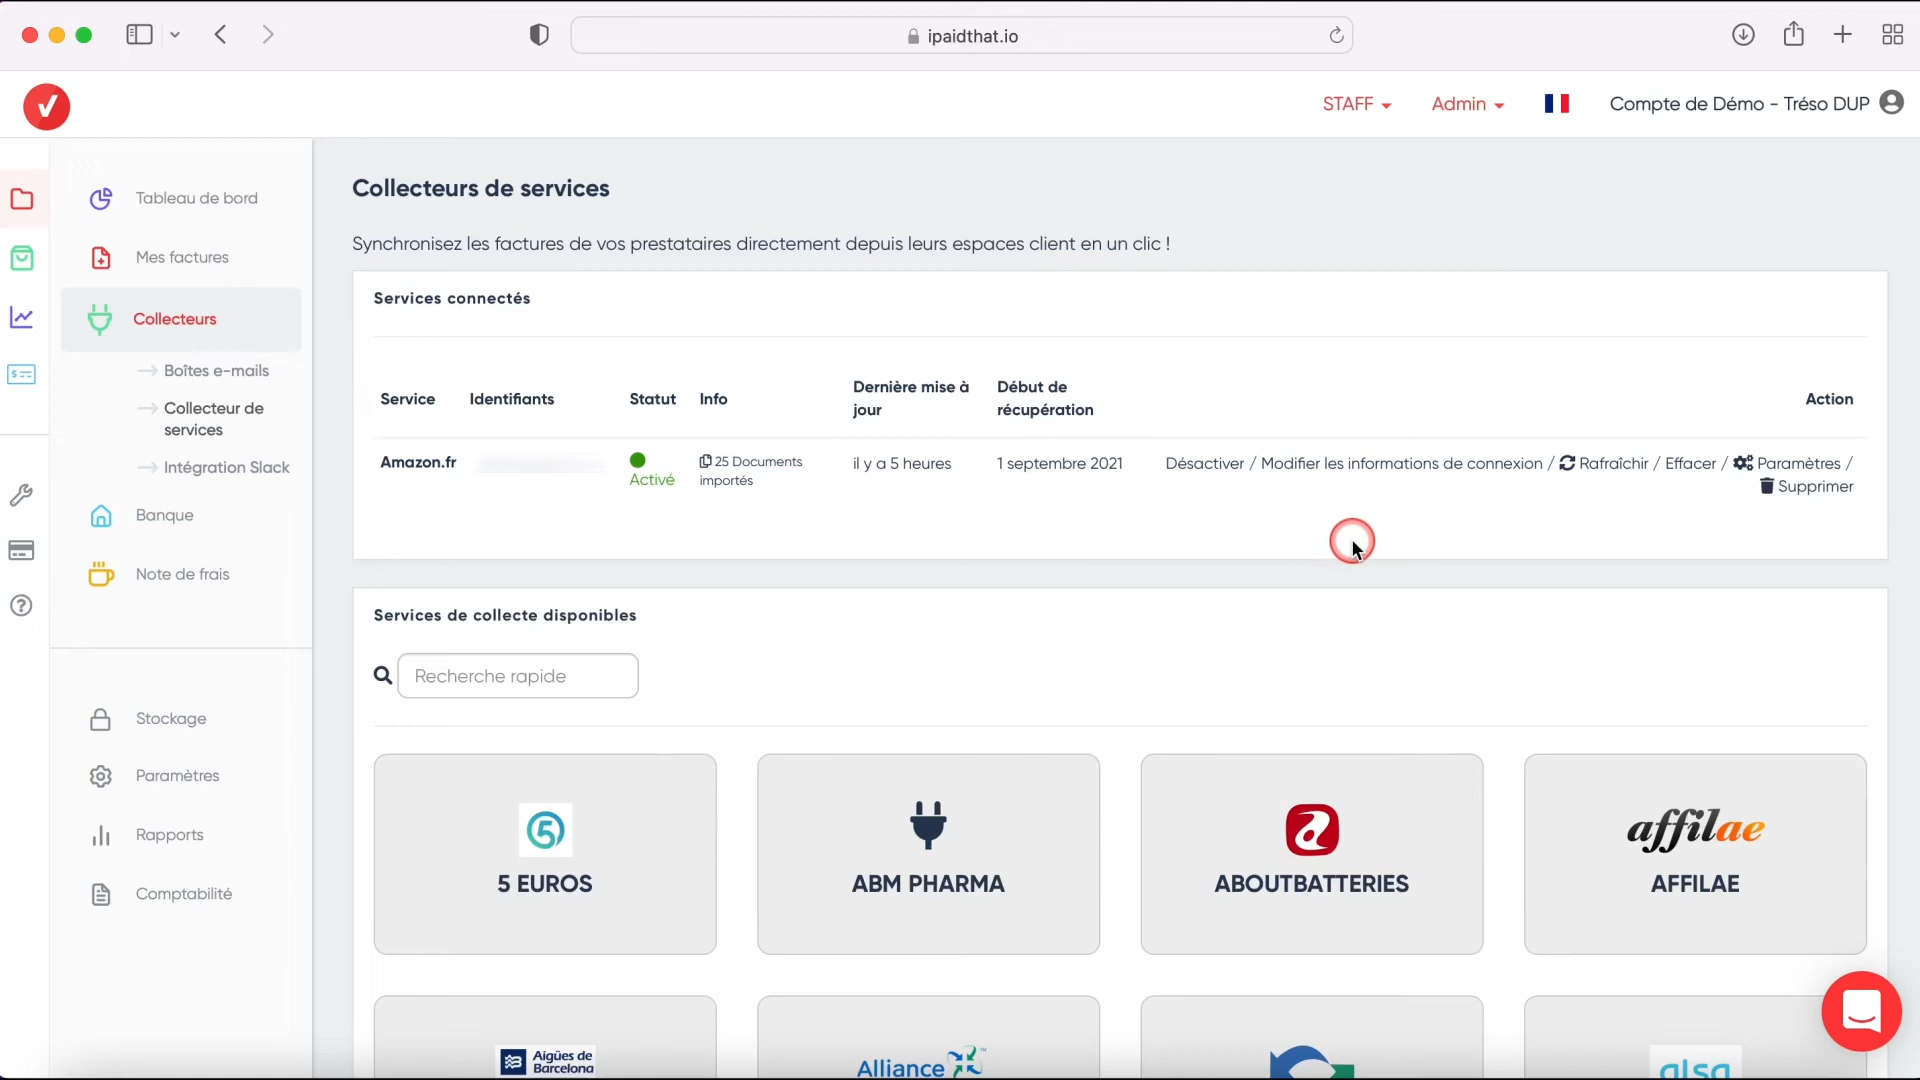 ipaidthat.io
STAFF
Admin
Compte de Démo - Tréso DUP
Tableau de bord
Mes factures
Collecteurs
Boîtes e-mails
Collecteur de
services
Intégration Slack
Banque
Note de frais
Stockage
Paramètres
Rapports
Comptabilité
Collecteurs de services
Synchronisez les factures de vos prestataires directement depuis leurs espaces client en un clic !
Services connectés
Service Identifiants Statut Info Dernière mise à jour Début de récupération Action
Amazon.fr Activé 25 Documents importés il y a 5 heures 1 septembre 2021 Désactiver / Modifier les informations de connexion / Rafraîchir / Effacer / Paramètres /
Supprimer
Services de collecte disponibles
Recherche rapide
5 EUROS
ABM PHARMA
ABOUTBATTERIES
affilae
AFFILAE
Aigües de
Barcelona
Alliance
alsa